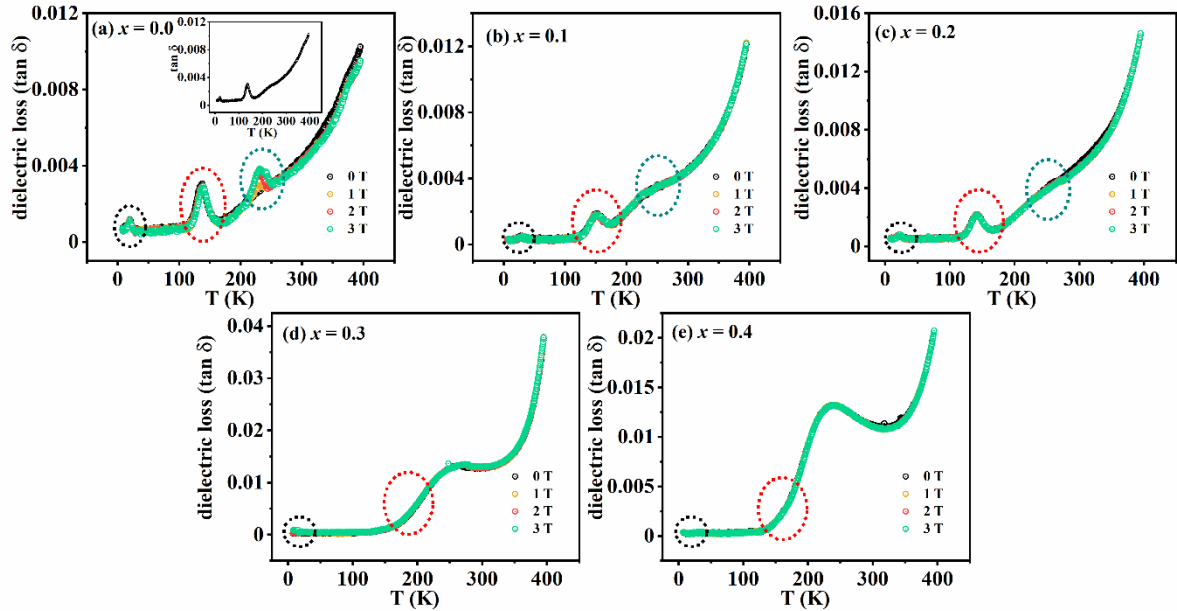 (a) x = 0.0
0.012
0.008
0.004
0.000
dielectric loss (tan δ)
0 100 200 300 400
T (K)
tan δ
0.012
0.008
0.004
0
0 100 200 300 400
T (K)
0 T
1 T
2 T
3 T
(b) x = 0.1
0.012
0.008
0.004
0
dielectric loss (tan δ)
0 100 200 300 400
T (K)
0 T
1 T
2 T
3 T
(c) x = 0.2
0.016
0.012
0.008
0.004
0
dielectric loss (tan δ)
0 100 200 300 400
T (K)
0 T
1 T
2 T
3 T
(d) x = 0.3
0.04
0.03
0.02
0.01
0
dielectric loss (tan δ)
0 100 200 300 400
T (K)
0 T
1 T
2 T
3 T
(e) x = 0.4
0.020
0.015
0.010
0.005
0
dielectric loss (tan δ)
0 100 200 300 400
T (K)
0 T
1 T
2 T
3 T